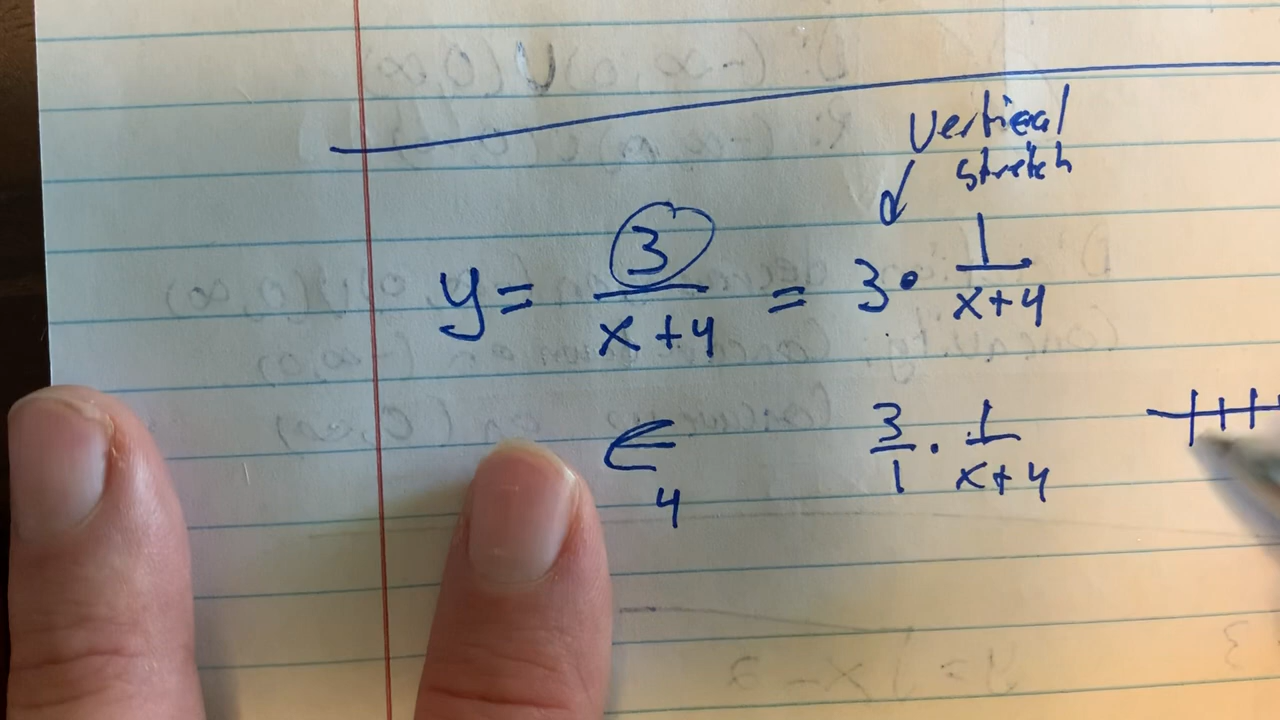 Vertical
stretch
y = 3/(x+4) = 3 • 1/(x+4)
← 4
3/1 · 1/(x+4)